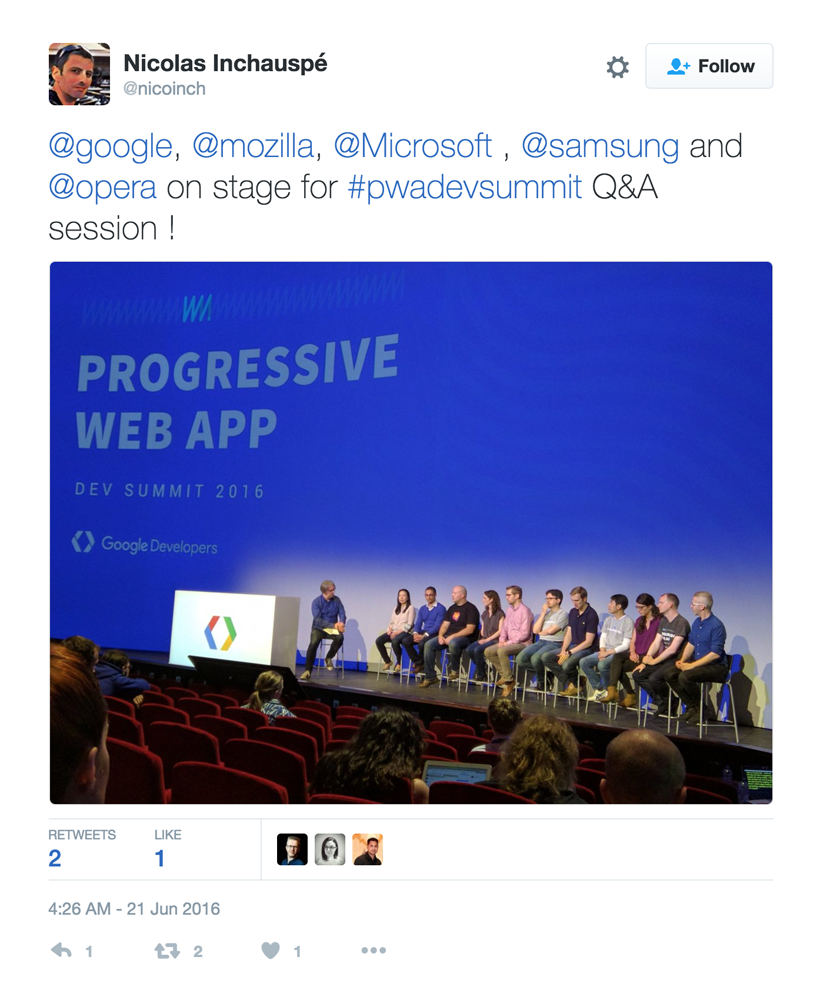 Nicolas Inchauspé
@nicoinch
Follow
@google, @mozilla, @Microsoft , @samsung and
@opera on stage for #pwadevsummit Q&A
session !
PROGRESSIVE
WEB APP
DEV SUMMIT 2016
Google Developers
RETWEETS
2
LIKE
1
4:26 AM - 21 Jun 2016
1
2
1